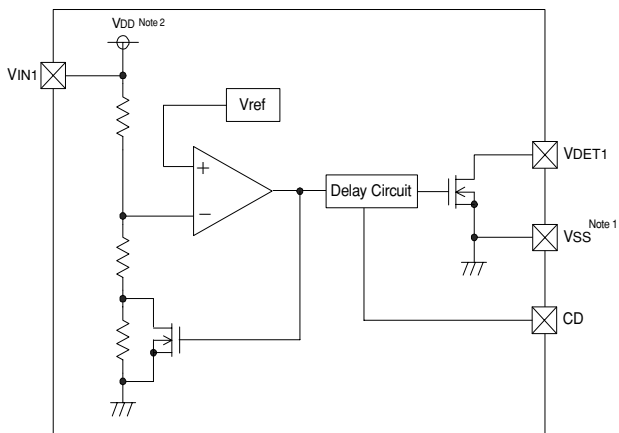 VDD Note 2
VIN1
Vref
+
−
Delay Circuit
VDET1
VSS Note 1
CD